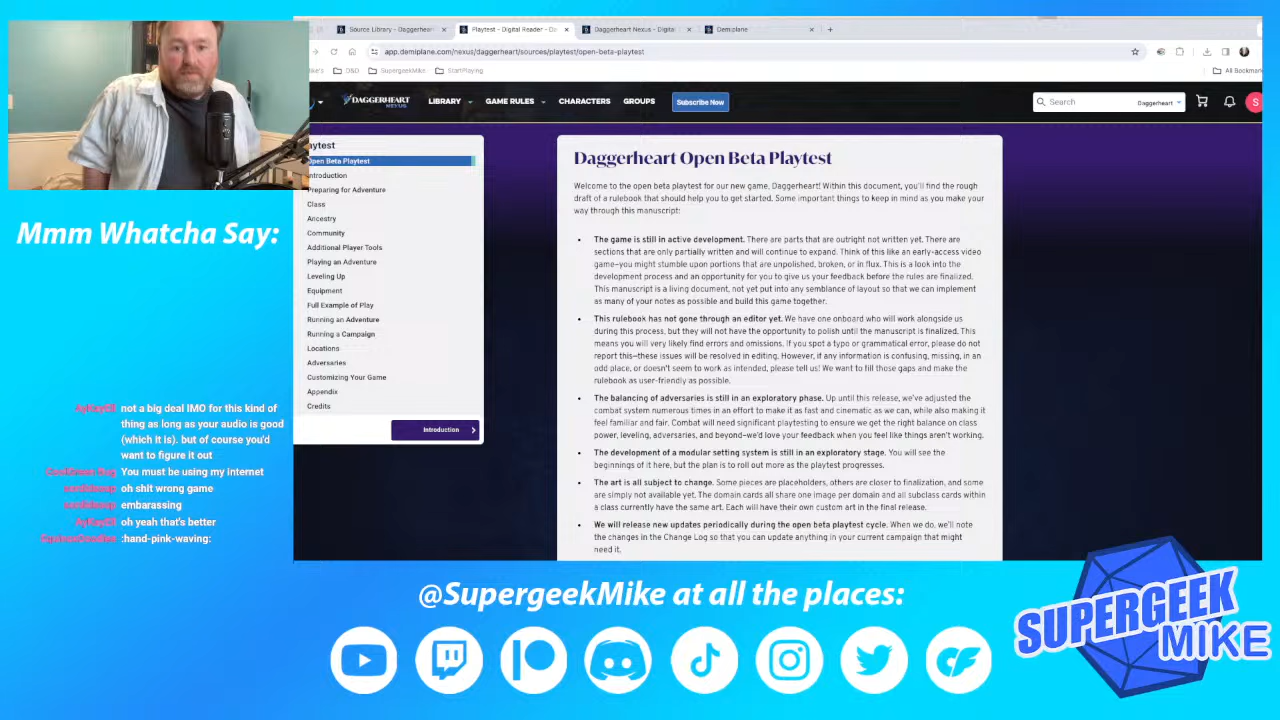 Source Library - Daggerhear
Playtest - Digital Reader - Da
Daggerheart Nexus - Digital
Demiplane
app.demiplane.com/nexus/daggerheart/sources/playtest/open-beta-playtest
ike's
D&D
SupergeekMike
StartPlaying
All Bookmar
DAGGERHEART
NEXUS
LIBRARY
GAME RULES
CHARACTERS
GROUPS
Subscribe Now
Search
Daggerheart
S
aytest
Open Beta Playtest
Introduction
Preparing for Adventure
Class
Ancestry
Community
Additional Player Tools
Playing an Adventure
Leveling Up
Equipment
Full Example of Play
Running an Adventure
Running a Campaign
Locations
Adversaries
Customizing Your Game
Appendix
Credits
Introduction
Daggerheart Open Beta Playtest
Welcome to the open beta playtest for our new game, Daggerheart! Within this document, you'll find the rough
draft of a rulebook that should help you to get started. Some important things to keep in mind as you make your
way through this manuscript:
• The game is still in active development. There are parts that are outright not written yet. There are
sections that are only partially written and will continue to expand. Think of this like an early-access video
game—you might stumble upon portions that are unpolished, broken, or in flux. This is a look into the
development process and an opportunity for you to give us your feedback before the rules are finalized.
This manuscript is a living document, not yet put into any semblance of layout so that we can implement
as many of your notes as possible and build this game together.
• This rulebook has not gone through an editor yet. We have one onboard who will work alongside us
during this process, but they will not have the opportunity to polish until the manuscript is finalized. This
means you will very likely find errors and omissions. If you spot a typo or grammatical error, please do not
report this—these issues will be resolved in editing. However, if any information is confusing, missing, in an
odd place, or doesn't seem to work as intended, please tell us! We want to fill those gaps and make the
rulebook as user-friendly as possible.
• The balancing of adversaries is still in an exploratory phase. Up until this release, we've adjusted the
combat system numerous times in an effort to make it as fast and cinematic as we can, while also making it
feel familiar and fair. Combat will need significant playtesting to ensure we get the right balance on class
power, leveling, adversaries, and beyond—we'd love your feedback when you feel like things aren't working.
• The development of a modular setting system is still in an exploratory stage. You will see the
beginnings of it here, but the plan is to roll out more as the playtest progresses.
• The art is all subject to change. Some pieces are placeholders, others are closer to finalization, and some
are simply not available yet. The domain cards all share one image per domain and all subclass cards within
a class currently have the same art. Each will have their own custom art in the final release.
• We will release new updates periodically during the open beta playtest cycle. When we do, we'll note
the changes in the Change Log so that you can update anything in your current campaign that might
need it.
Mmm Whatcha Say:
not a big deal IMO for this kind of
thing as long as your audio is good
(which it is). but of course you'd
want to figure it out
You must be using my internet
oh shit wrong game
embarassing
oh yeah that's better
:hand-pink-waving:
@SupergeekMike at all the places:
SUPERGEEK
MIKE